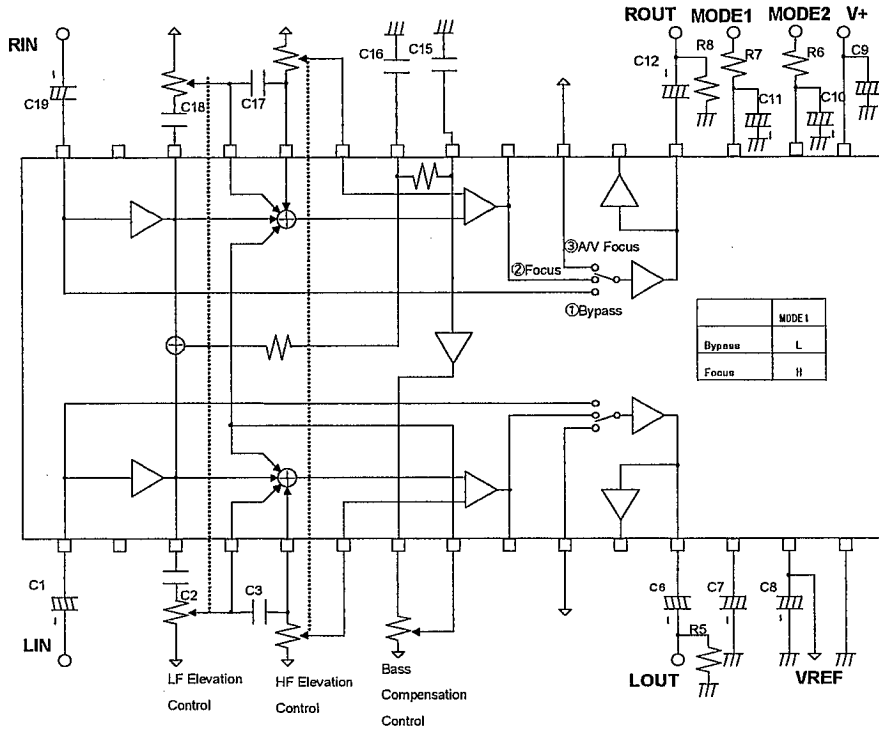 ROUT MODE1 MODE2 V+
RIN
C19
C18
C17
C16
C15
C12
R8
R7
C11
R6
C10
C9
③A/V Focus
②Focus
①Bypass
MODE1
Bypass L
Focus H
C1
C2
C3
C6
C7
C8
R5
LIN
LOUT
VREF
LF Elevation
Control
HF Elevation
Control
Bass
Compensation
Control